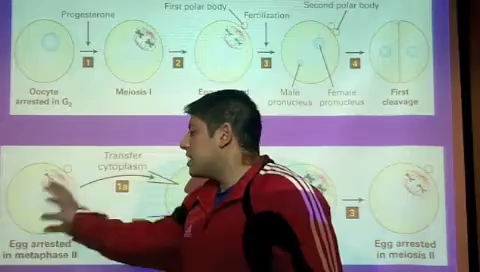 Progesterone
First polar body
Fertilization
Second polar body
1
2
3
4
Oocyte
arrested in G2
Meiosis I
Male
pronucleus
Female
pronucleus
First
cleavage
Transfer
cytoplasm
1a
3
Egg arrested
in metaphase II
Egg arrested
in meiosis II